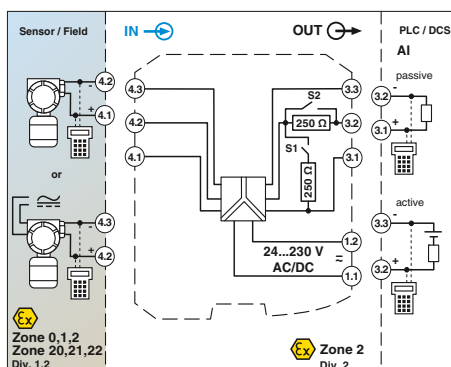 Sensor / Field
IN
OUT
PLC / DCS
AI
4.2
-
+
4.1
or
4.3
-
+
4.2
Ex
Zone 0,1,2
Zone 20,21,22
Div. 1,2
4.3
4.2
4.1
S2
250 Ω
S1
250 Ω
3.3
3.2
3.1
24...230 V
AC/DC
=
1.2
1.1
Ex
Zone 2
Div. 2
passive
3.2
-
3.1
+
active
3.3
-
3.2
+